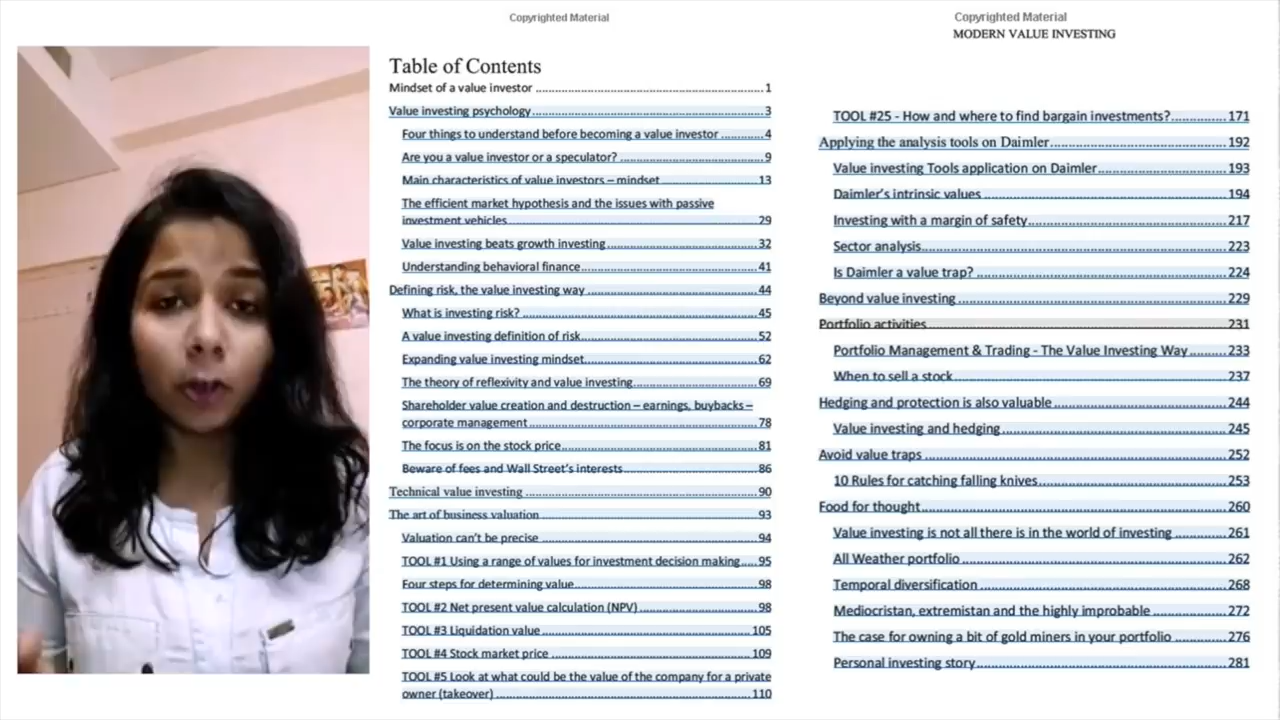 Copyrighted Material
Table of Contents
Mindset of a value investor ........ 1
Value investing psychology ........ 3
Four things to understand before becoming a value investor ........ 4
Are you a value investor or a speculator? ........ 9
Main characteristics of value investors – mindset ........ 13
The efficient market hypothesis and the issues with passive
investment vehicles ........ 29
Value investing beats growth investing ........ 32
Understanding behavioral finance ........ 41
Defining risk, the value investing way ........ 44
What is investing risk? ........ 45
A value investing definition of risk ........ 52
Expanding value investing mindset ........ 62
The theory of reflexivity and value investing ........ 69
Shareholder value creation and destruction – earnings, buybacks –
corporate management ........ 78
The focus is on the stock price ........ 81
Beware of fees and Wall Street's interests ........ 86
Technical value investing ........ 90
The art of business valuation ........ 93
Valuation can't be precise ........ 94
TOOL #1 Using a range of values for investment decision making ........ 95
Four steps for determining value ........ 98
TOOL #2 Net present value calculation (NPV) ........ 98
TOOL #3 Liquidation value ........ 105
TOOL #4 Stock market price ........ 109
TOOL #5 Look at what could be the value of the company for a private
owner (takeover) ........ 110
Copyrighted Material
MODERN VALUE INVESTING
TOOL #25 - How and where to find bargain investments? ........ 171
Applying the analysis tools on Daimler ........ 192
Value investing Tools application on Daimler ........ 193
Daimler's intrinsic values ........ 194
Investing with a margin of safety ........ 217
Sector analysis ........ 223
Is Daimler a value trap? ........ 224
Beyond value investing ........ 229
Portfolio activities ........ 231
Portfolio Management & Trading - The Value Investing Way ........ 233
When to sell a stock ........ 237
Hedging and protection is also valuable ........ 244
Value investing and hedging ........ 245
Avoid value traps ........ 252
10 Rules for catching falling knives ........ 253
Food for thought ........ 260
Value investing is not all there is in the world of investing ........ 261
All Weather portfolio ........ 262
Temporal diversification ........ 268
Mediocristan, extremistan and the highly improbable ........ 272
The case for owning a bit of gold miners in your portfolio ........ 276
Personal investing story ........ 281